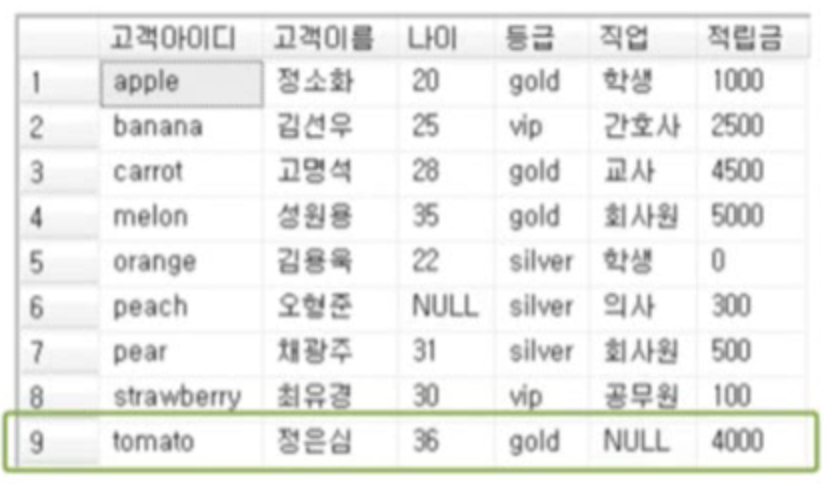 고객아이디 고객이름 나이 등급 직업 적립금
1 apple 정소화 20 gold 학생 1000
2 banana 김선우 25 vip 간호사 2500
3 carrot 고명석 28 gold 교사 4500
4 melon 성원용 35 gold 회사원 5000
5 orange 김용욱 22 silver 학생 0
6 peach 오형준 NULL silver 의사 300
7 pear 채광주 31 silver 회사원 500
8 strawberry 최유경 30 vip 공무원 100
9 tomato 정은심 36 gold NULL 4000